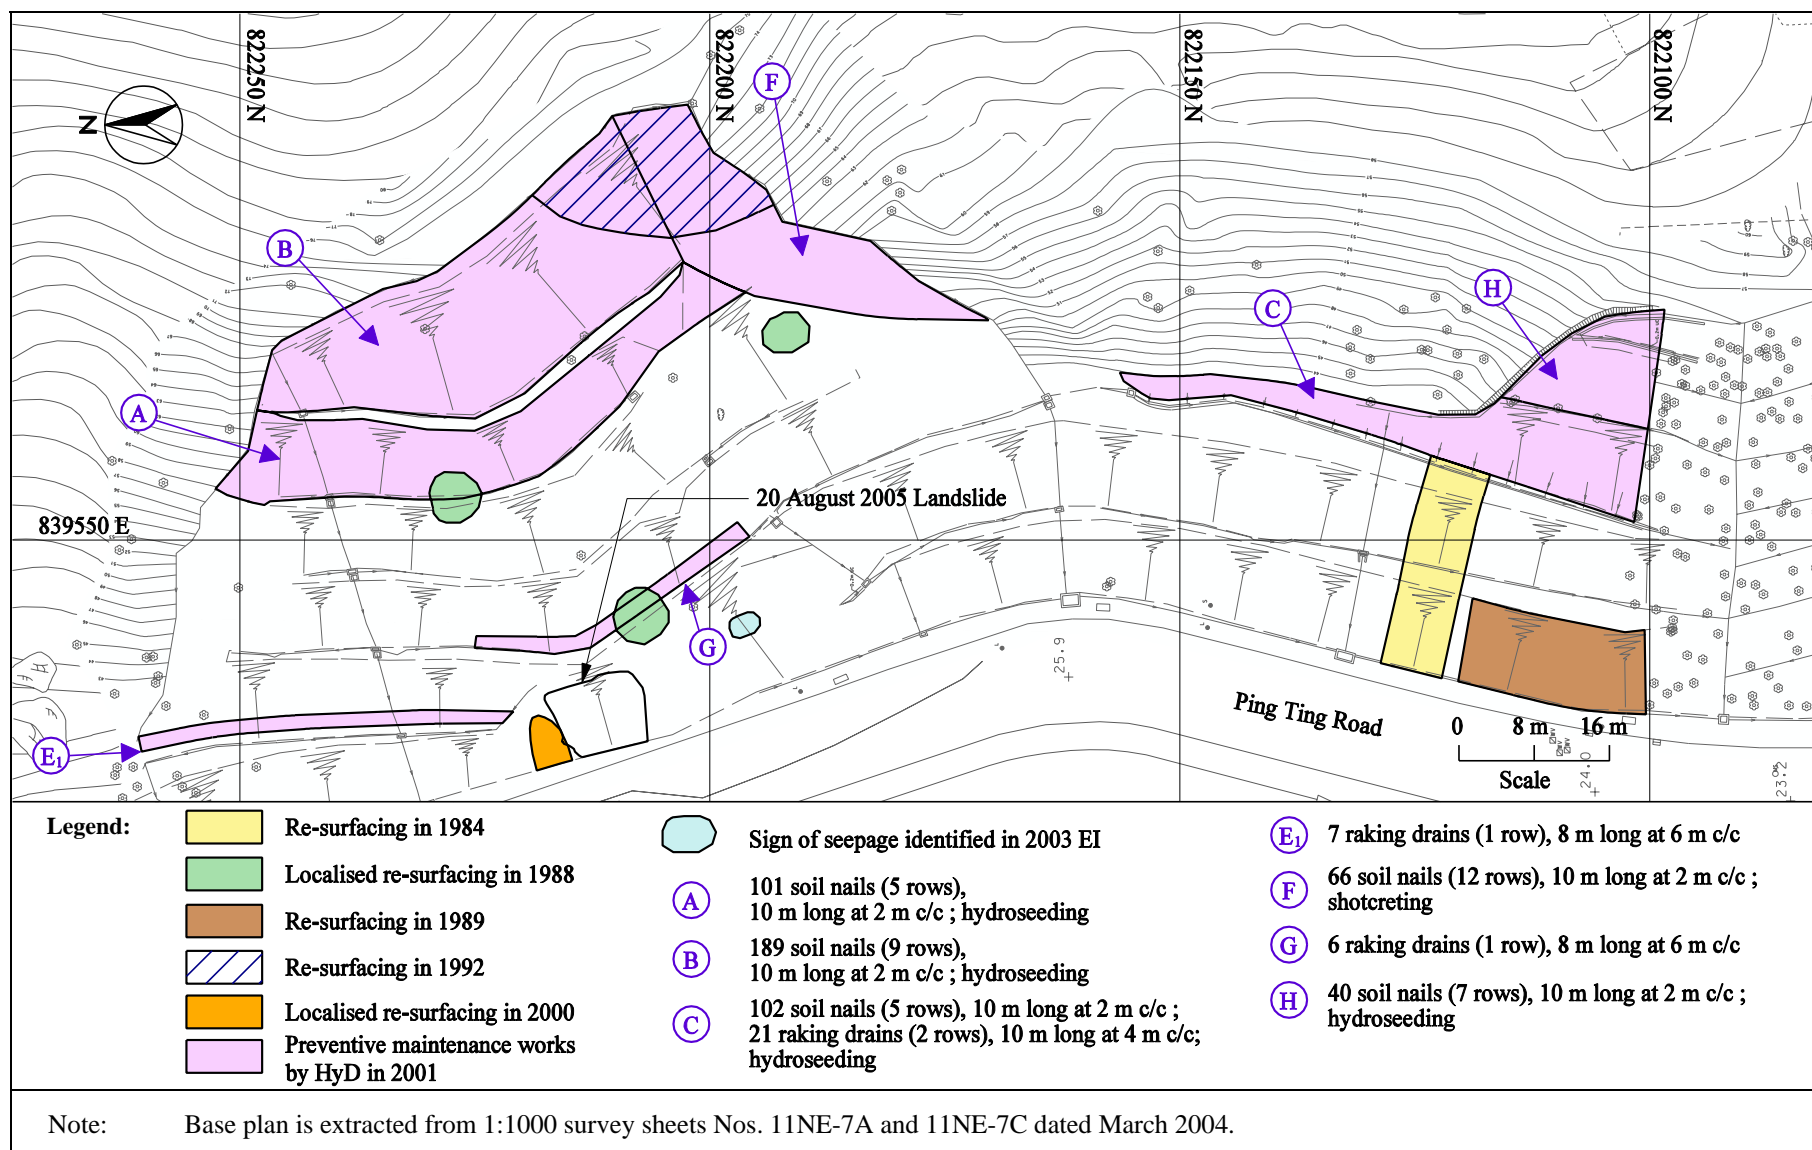 822250 N
822200 N
822150 N
822100 N
N
F
B
H
C
A
20 August 2005 Landslide
839550 E
G
25.9
Ping Ting Road
E1
0 8 m 16 m
Scale
24.0
23.2
Legend:
Re-surfacing in 1984
Localised re-surfacing in 1988
Re-surfacing in 1989
Re-surfacing in 1992
Localised re-surfacing in 2000
Preventive maintenance works
by HyD in 2001
Sign of seepage identified in 2003 EI
A
101 soil nails (5 rows),
10 m long at 2 m c/c ; hydroseeding
B
189 soil nails (9 rows),
10 m long at 2 m c/c ; hydroseeding
C
102 soil nails (5 rows), 10 m long at 2 m c/c ;
21 raking drains (2 rows), 10 m long at 4 m c/c;
hydroseeding
E1
7 raking drains (1 row), 8 m long at 6 m c/c
F
66 soil nails (12 rows), 10 m long at 2 m c/c ;
shotcreting
G
6 raking drains (1 row), 8 m long at 6 m c/c
H
40 soil nails (7 rows), 10 m long at 2 m c/c ;
hydroseeding
Note: Base plan is extracted from 1:1000 survey sheets Nos. 11NE-7A and 11NE-7C dated March 2004.